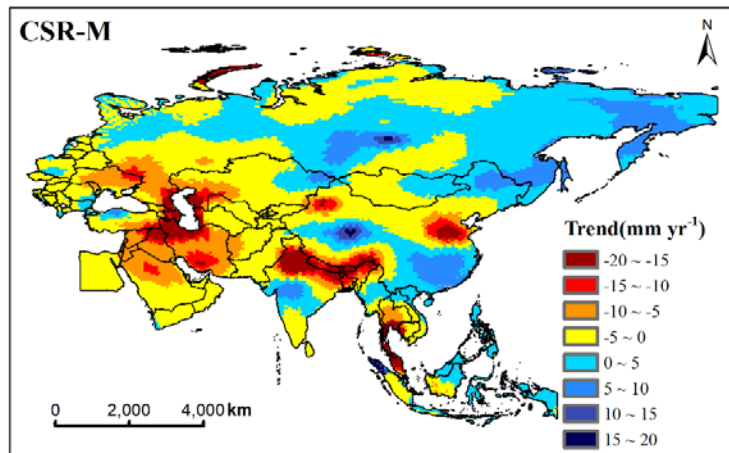 CSR-M
N
Trend(mm yr⁻¹)
-20 ~ -15
-15 ~ -10
-10 ~ -5
-5 ~ 0
0 ~ 5
5 ~ 10
10 ~ 15
15 ~ 20
0 2,000 4,000 km